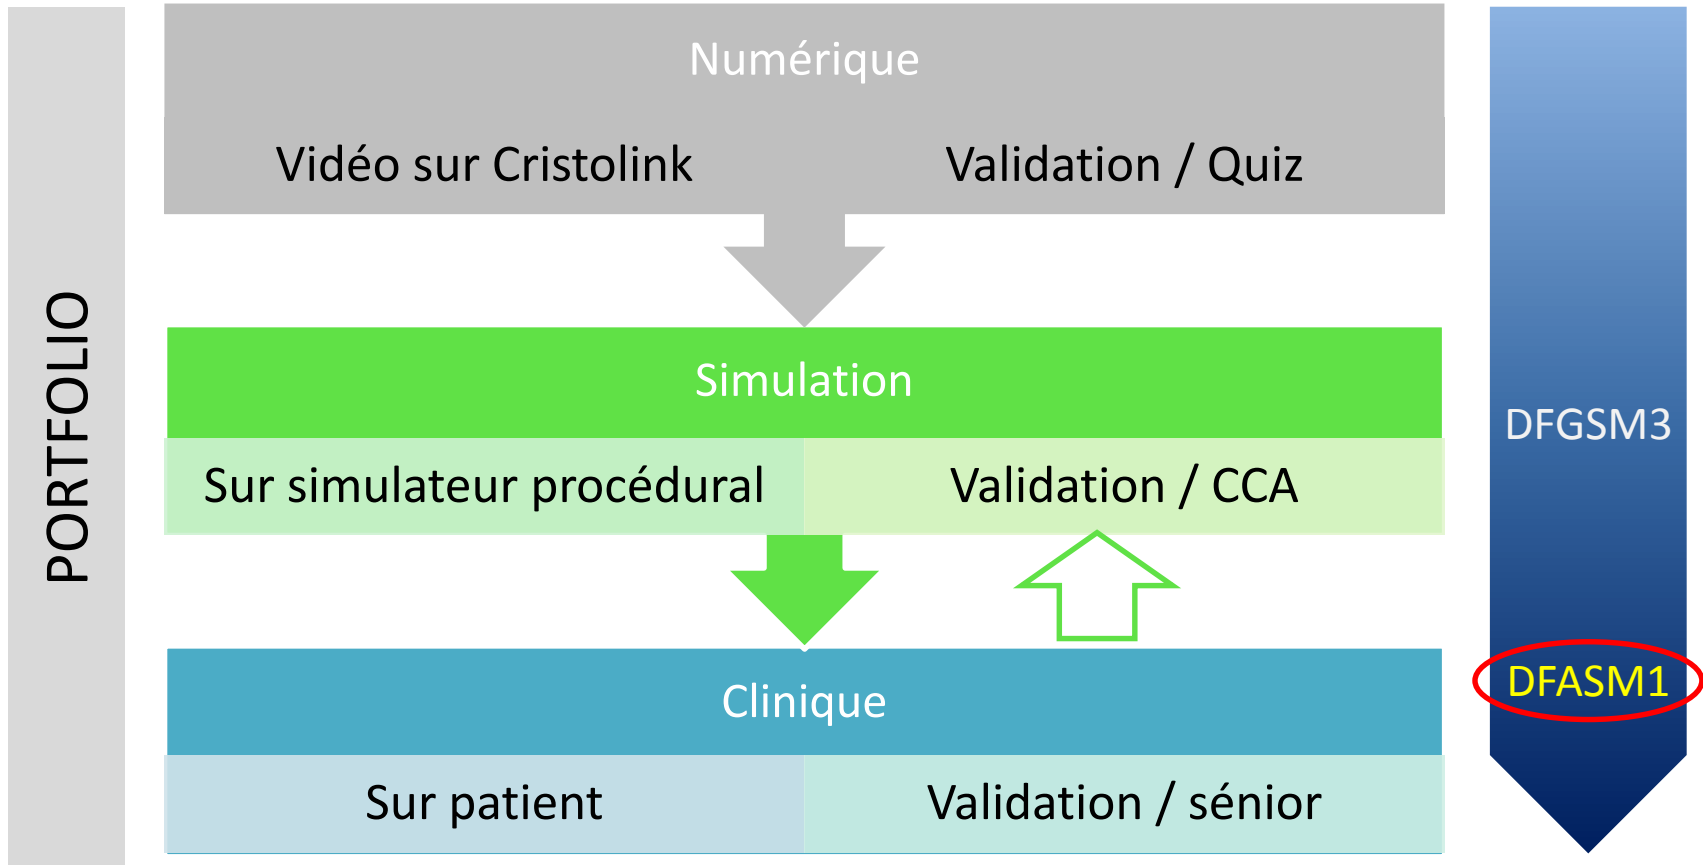 PORTFOLIO
Numérique
Vidéo sur Cristolink
Validation / Quiz
Simulation
Sur simulateur procédural
Validation / CCA
Clinique
Sur patient
Validation / sénior
DFGSM3
DFASM1